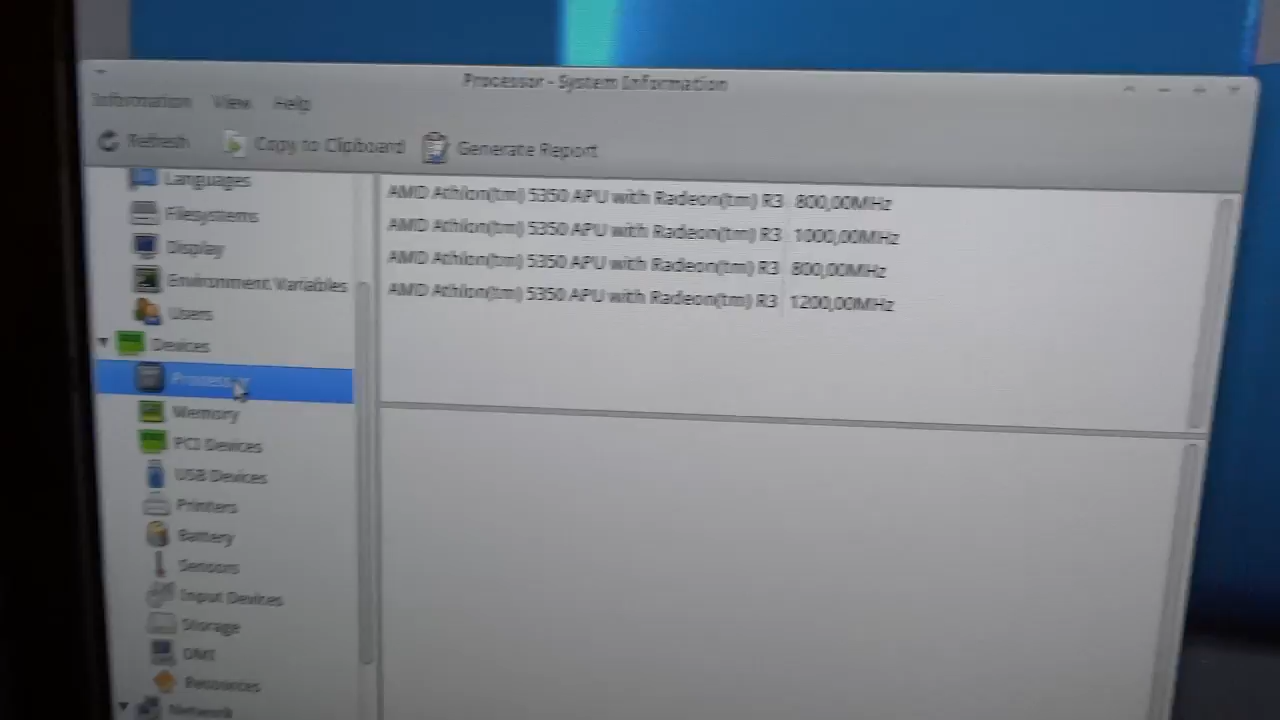 Processor - System Information
Information View Help
Refresh Copy to Clipboard Generate Report
Languages
Filesystems
Display
Environment Variables
Users
Devices
Processor
Memory
PCI Devices
USB Devices
Printers
Battery
Sensors
Input Devices
Storage
DMI
Resources
Network
AMD Athlon(tm) 5350 APU with Radeon(tm) R3 800,00MHz
AMD Athlon(tm) 5350 APU with Radeon(tm) R3 1000,00MHz
AMD Athlon(tm) 5350 APU with Radeon(tm) R3 800,00MHz
AMD Athlon(tm) 5350 APU with Radeon(tm) R3 1200,00MHz